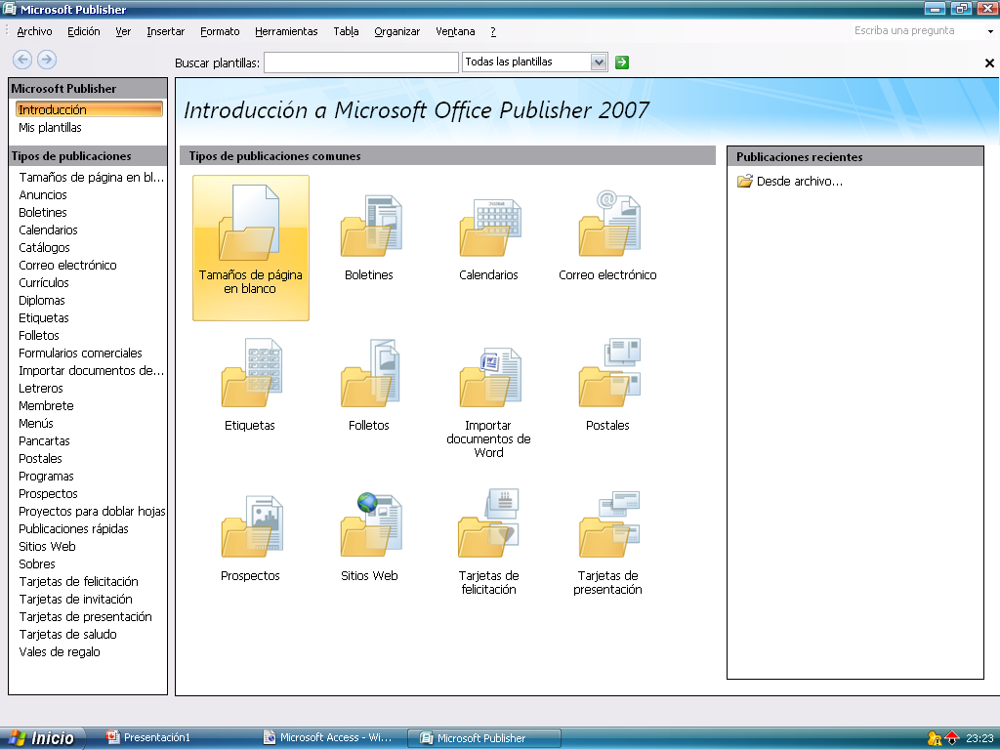 Microsoft Publisher
Archivo Edición Ver Insertar Formato Herramientas Tabla Organizar Ventana ?
Escriba una pregunta
Buscar plantillas:
Todas las plantillas
Microsoft Publisher
Introducción
Mis plantillas
Tipos de publicaciones
Tamaños de página en bl...
Anuncios
Boletines
Calendarios
Catálogos
Correo electrónico
Currículos
Diplomas
Etiquetas
Folletos
Formularios comerciales
Importar documentos de...
Letreros
Membrete
Menús
Pancartas
Postales
Programas
Prospectos
Proyectos para doblar hojas
Publicaciones rápidas
Sitios Web
Sobres
Tarjetas de felicitación
Tarjetas de invitación
Tarjetas de presentación
Tarjetas de saludo
Vales de regalo
Introducción a Microsoft Office Publisher 2007
Tipos de publicaciones comunes
Tamaños de página
en blanco
Boletines
Calendarios
Correo electrónico
Etiquetas
Folletos
Importar
documentos de
Word
Postales
Prospectos
Sitios Web
Tarjetas de
felicitación
Tarjetas de
presentación
Publicaciones recientes
Desde archivo...
Inicio
Presentación1
Microsoft Access - Wi...
Microsoft Publisher
23:23